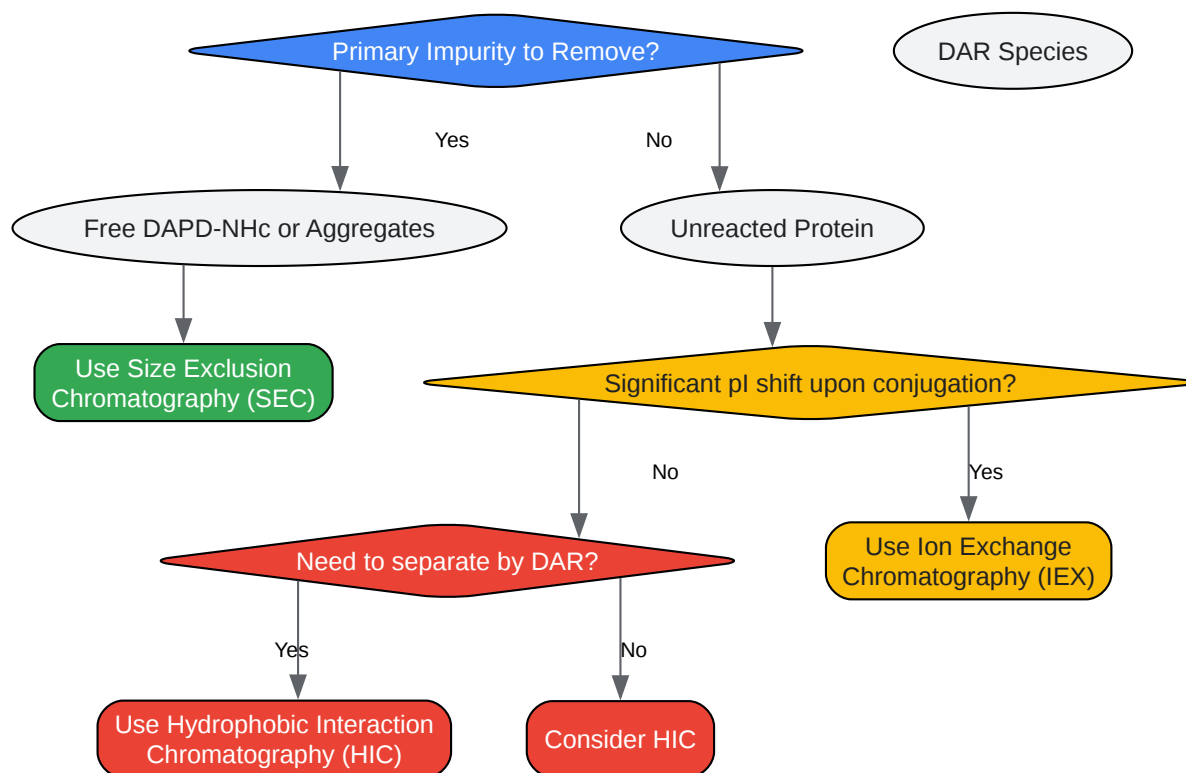 Primary Impurity to Remove?
DAR Species
Yes
No
Free DAPD-NHc or Aggregates
Unreacted Protein
Use Size Exclusion
Chromatography (SEC)
Significant pI shift upon conjugation?
No
Yes
Use Ion Exchange
Chromatography (IEX)
Need to separate by DAR?
Yes
No
Use Hydrophobic Interaction
Chromatography (HIC)
Consider HIC